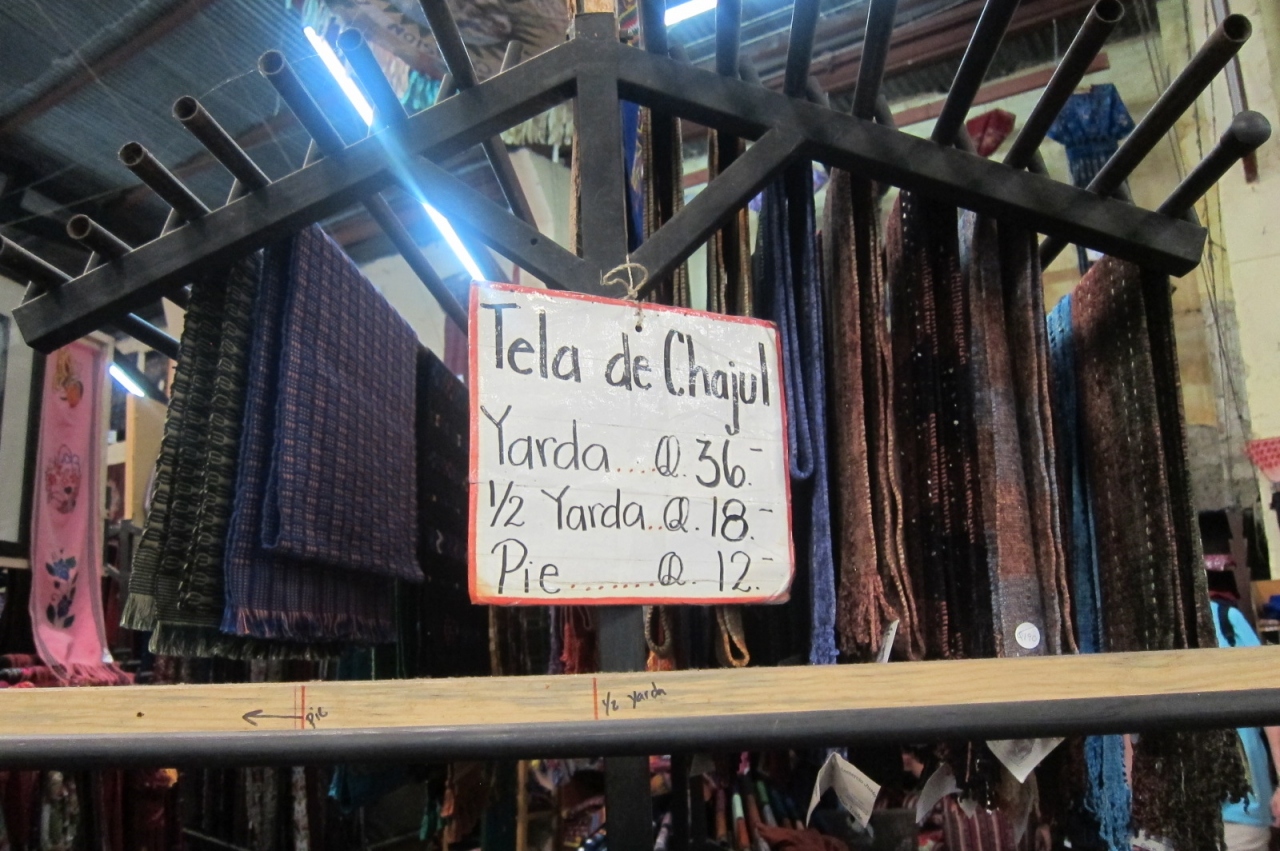 Tela de Chajul
Yarda....Q. 36.-
1/2 Yarda..Q. 18.-
Pie.......Q. 12.-
pie
1/2 yarda